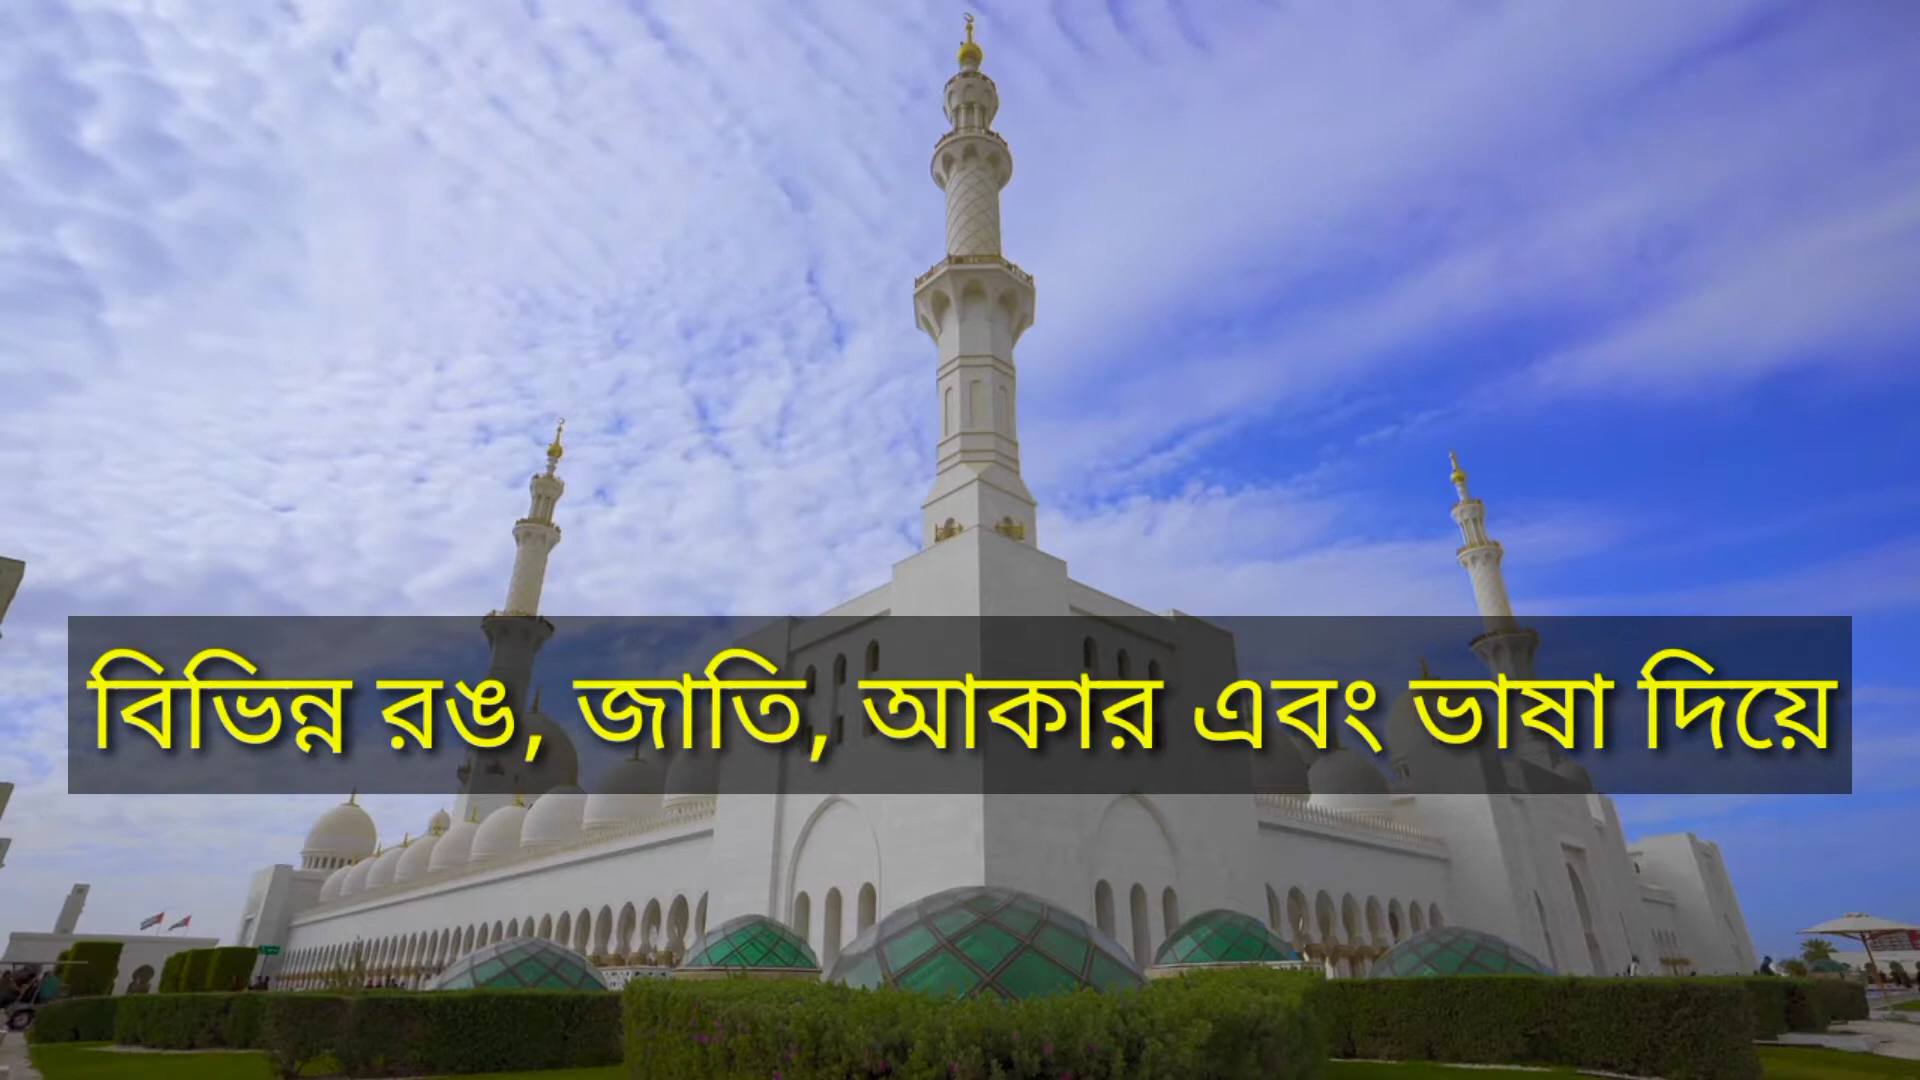 বিভিন্ন রঙ, জাতি, আকার এবং ভাষা দিয়ে